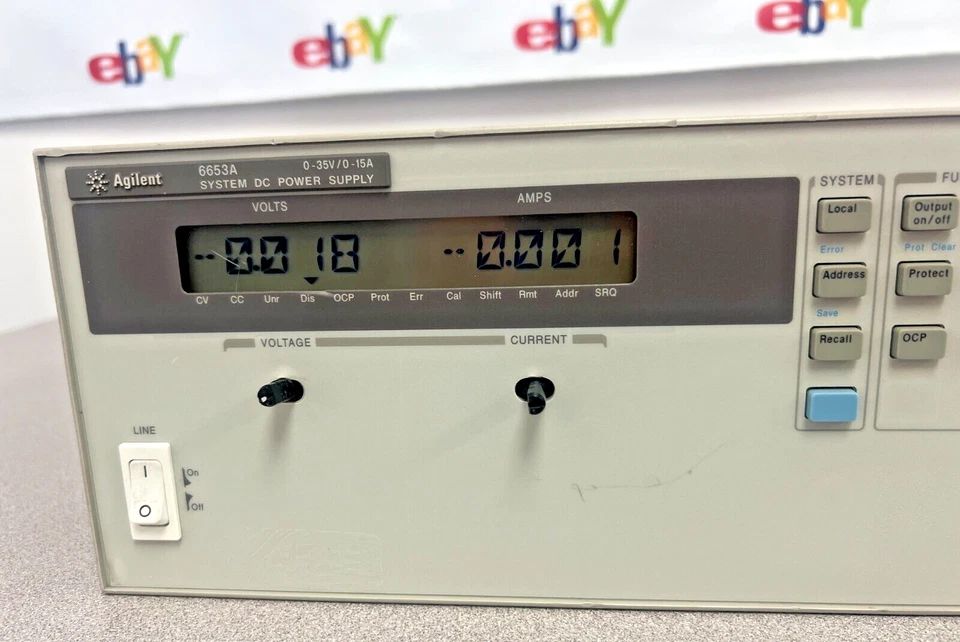 ebay ebay ebay ebay
Agilent
6653A 0-35V/0-15A
SYSTEM DC POWER SUPPLY
VOLTS AMPS
-0.018 -0.001
CV CC Unr Dis OCP Prot Err Cal Shift Rmt Addr SRQ
VOLTAGE CURRENT
LINE
On
Off
SYSTEM
Local
Error
Address
Save
Recall
FU
Output
on/off
Prot Clear
Protect
OCP